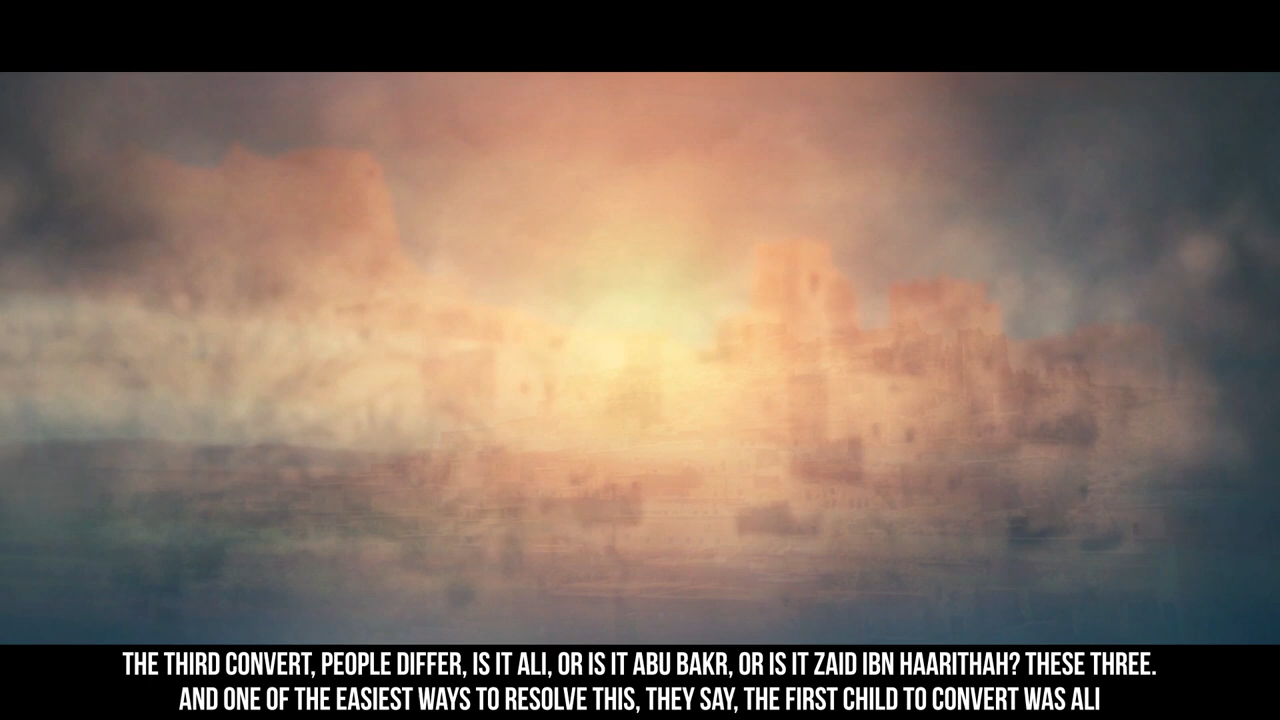 THE THIRD CONVERT, PEOPLE DIFFER, IS IT ALI, OR IS IT ABU BAKR, OR IS IT ZAID IBN HAARITHAH? THESE THREE.
AND ONE OF THE EASIEST WAYS TO RESOLVE THIS, THEY SAY, THE FIRST CHILD TO CONVERT WAS ALI